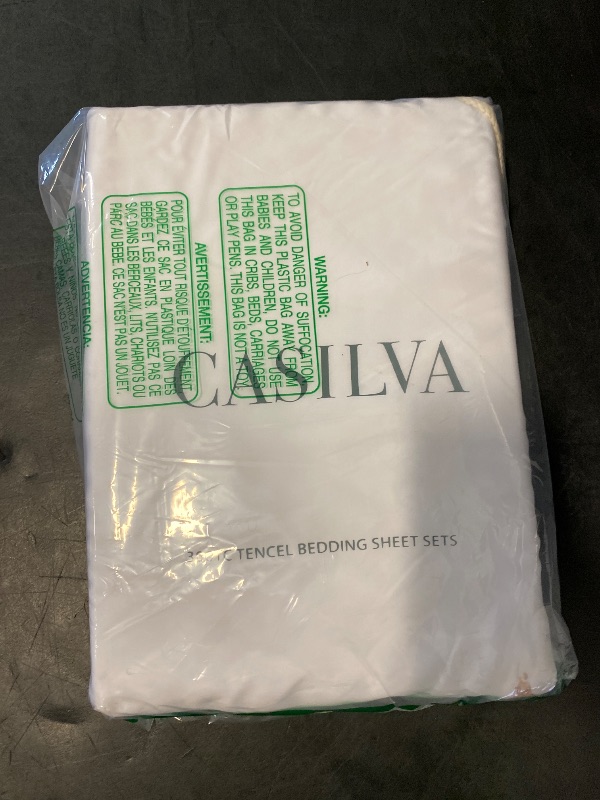 CASILVA
TC TENCEL BEDDING SHEET SETS
WARNING:
TO AVOID DANGER OF SUFFOCATION
KEEP THIS PLASTIC BAG AWAY FROM
BABIES AND CHILDREN, DO NOT USE
THIS BAG IN CRIBS, BEDS, CARRIAGES
OR PLAY PENS. THIS BAG IS NOT A TOY
AVERTISSEMENT:
POUR ÉVITER TOUT RISQUE D'ÉTOUFFEMENT
GARDEZ CE SAC EN PLASTIQUE LOIN DES
BÉBÉS ET LES ENFANTS, N'UTILISEZ PAS CE
SAC DANS LES BERCEAUX, LITS, CHARIOTS OU
PARC AU BEBE. CE SAC N'EST PAS UN JOUET.
ADVERTENCIA: